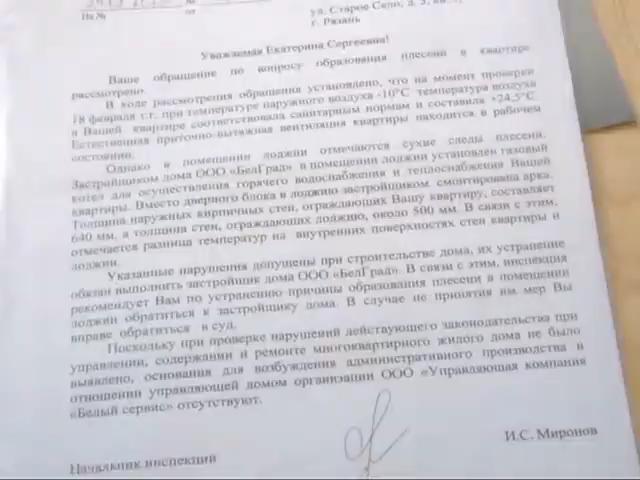 На №            от
ул. Старое Село, д. 3, кв.
г. Рязань
Уважаемая Екатерина Сергеевна!
Ваше обращение по вопросу образования плесени в квартире
рассмотрено.
В ходе рассмотрения обращения установлено, что на момент проверки
18 февраля т.г. при температуре наружного воздуха -10°С температура воздуха
в Вашей квартире соответствовала санитарным нормам и составила +24,5°С.
Естественная приточно-вытяжная вентиляция квартиры находится в рабочем
состоянии.
Однако в помещении лоджии отмечаются сухие следы плесени.
Застройщиком дома ООО «БелГрад» в помещении лоджии установлен газовый
котел для осуществления горячего водоснабжения и теплоснабжения Вашей
квартиры. Вместо дверного блока в лоджию застройщиком смонтирована арка.
Толщина наружных кирпичных стен, ограждающих Вашу квартиру, составляет
640 мм, а толщина стен, ограждающих лоджию, около 500 мм. В связи с этим,
отмечается разница температур на внутренних поверхностях стен квартиры и
лоджии.
Указанные нарушения допущены при строительстве дома, их устранение
обязан выполнить застройщик дома ООО «БелГрад». В связи с этим, инспекция
рекомендует Вам по устранению причины образования плесени в помещении
лоджии обратиться к застройщику дома. В случае не принятия им мер Вы
вправе обратиться в суд.
Поскольку при проверке нарушений действующего законодательства при
управлении, содержании и ремонте многоквартирного жилого дома не было
выявлено, основания для возбуждения административного производства в
отношении управляющей домом организации ООО «Управляющая компания
«Белый сервис» отсутствуют.
Начальник инспекции
И.С. Миронов